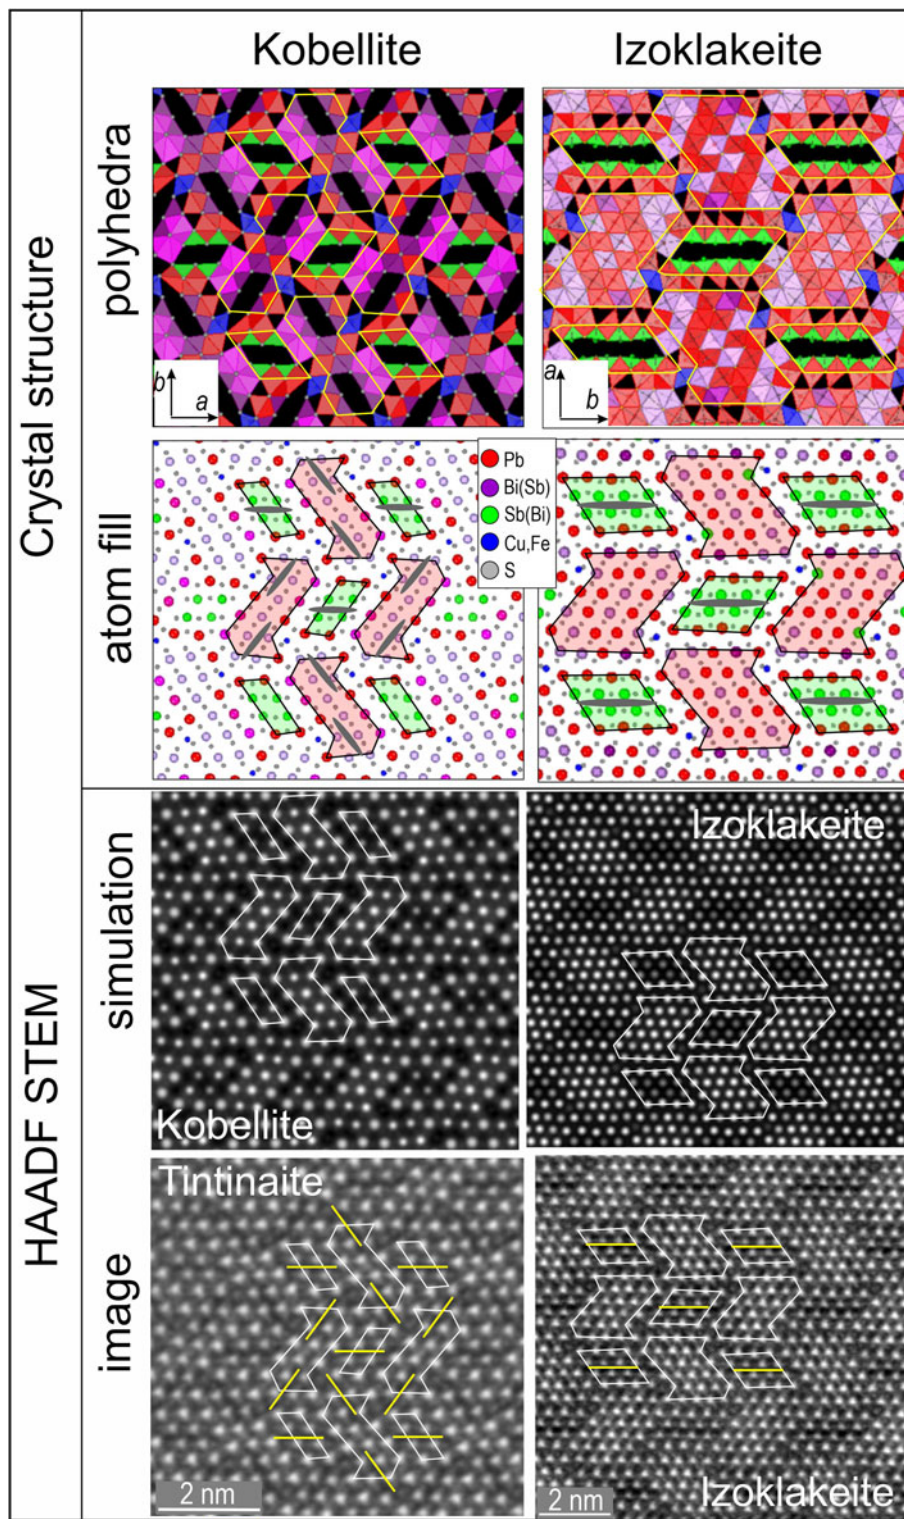 Kobellite
Izoklakeite
Crystal structure
polyhedra
b
a
a
b
atom fill
Pb
Bi(Sb)
Sb(Bi)
Cu,Fe
S
HAADF STEM
simulation
Kobellite
Izoklakeite
image
Tintinaite
2 nm
2 nm
Izoklakeite